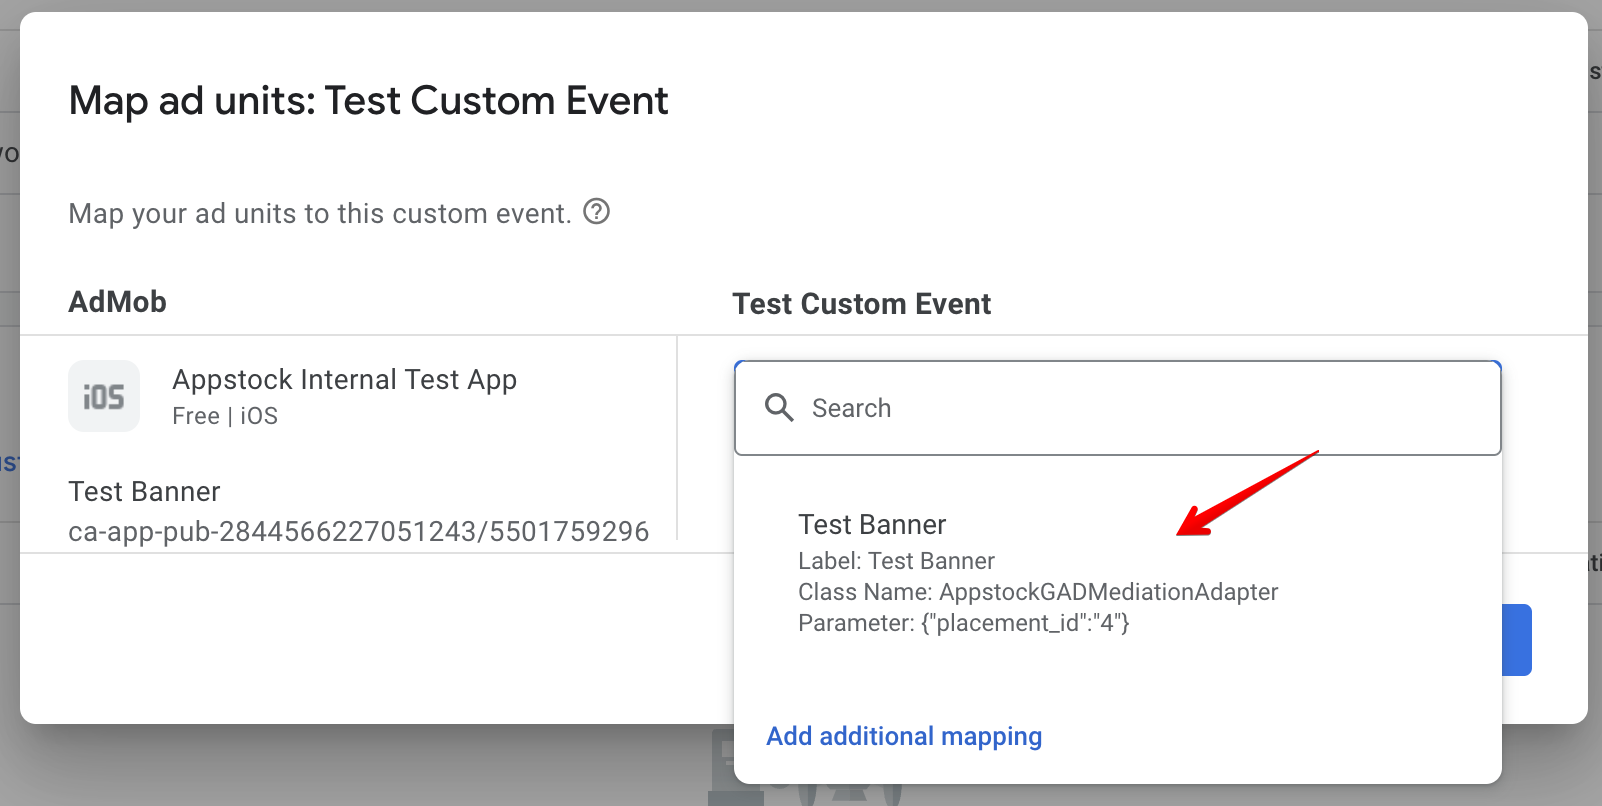 Map ad units: Test Custom Event
Map your ad units to this custom event.
AdMob
Test Custom Event
iOS
Appstock Internal Test App
Free | iOS
Test Banner
ca-app-pub-2844566227051243/5501759296
Search
Test Banner
Label: Test Banner
Class Name: AppstockGADMediationAdapter
Parameter: {"placement_id":"4"}
Add additional mapping